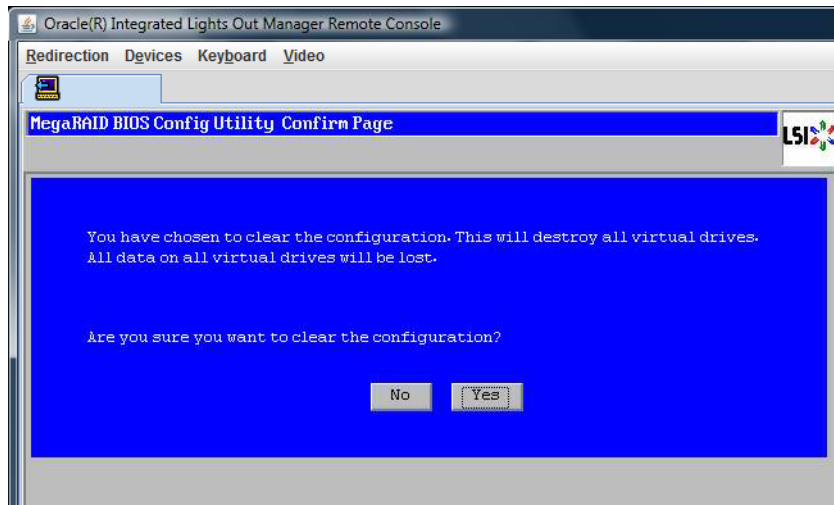 Oracle(R) Integrated Lights Out Manager Remote Console
Redirection Devices Keyboard Video
MegaRAID BIOS Config Utility Confirm Page
LSI
You have chosen to clear the configuration. This will destroy all virtual drives.
All data on all virtual drives will be lost.
Are you sure you want to clear the configuration?
No Yes